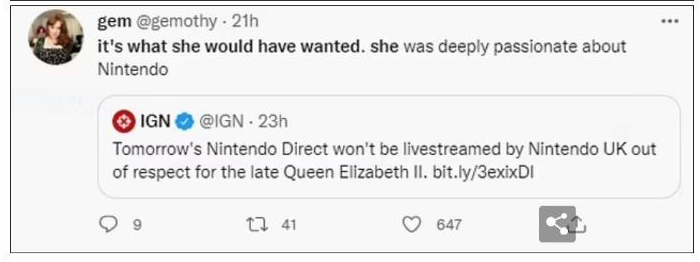 gem @gemothy · 21h
it's what she would have wanted. she was deeply passionate about
Nintendo
IGN @IGN · 23h
Tomorrow's Nintendo Direct won't be livestreamed by Nintendo UK out
of respect for the late Queen Elizabeth II. bit.ly/3exixDI
9 41 647